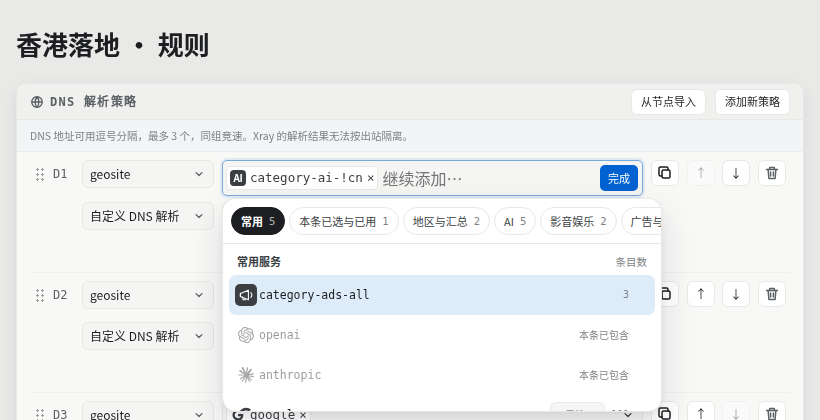 香港落地 · 规则
DNS 解析策略
从节点导入
添加新策略
DNS 地址可用逗号分隔，最多 3 个，同组竞速。Xray 的解析结果无法按出站隔离。
D1
geosite
AI category-ai-!cn ×
继续添加…
完成
自定义 DNS 解析
常用 5
本条已选与已用 1
地区与汇总 2
AI 5
影音娱乐 2
广告与
常用服务
条目数
category-ads-all
3
D2
geosite
openai
本条已包含
自定义 DNS 解析
anthropic
本条已包含
D3
geosite
google ×